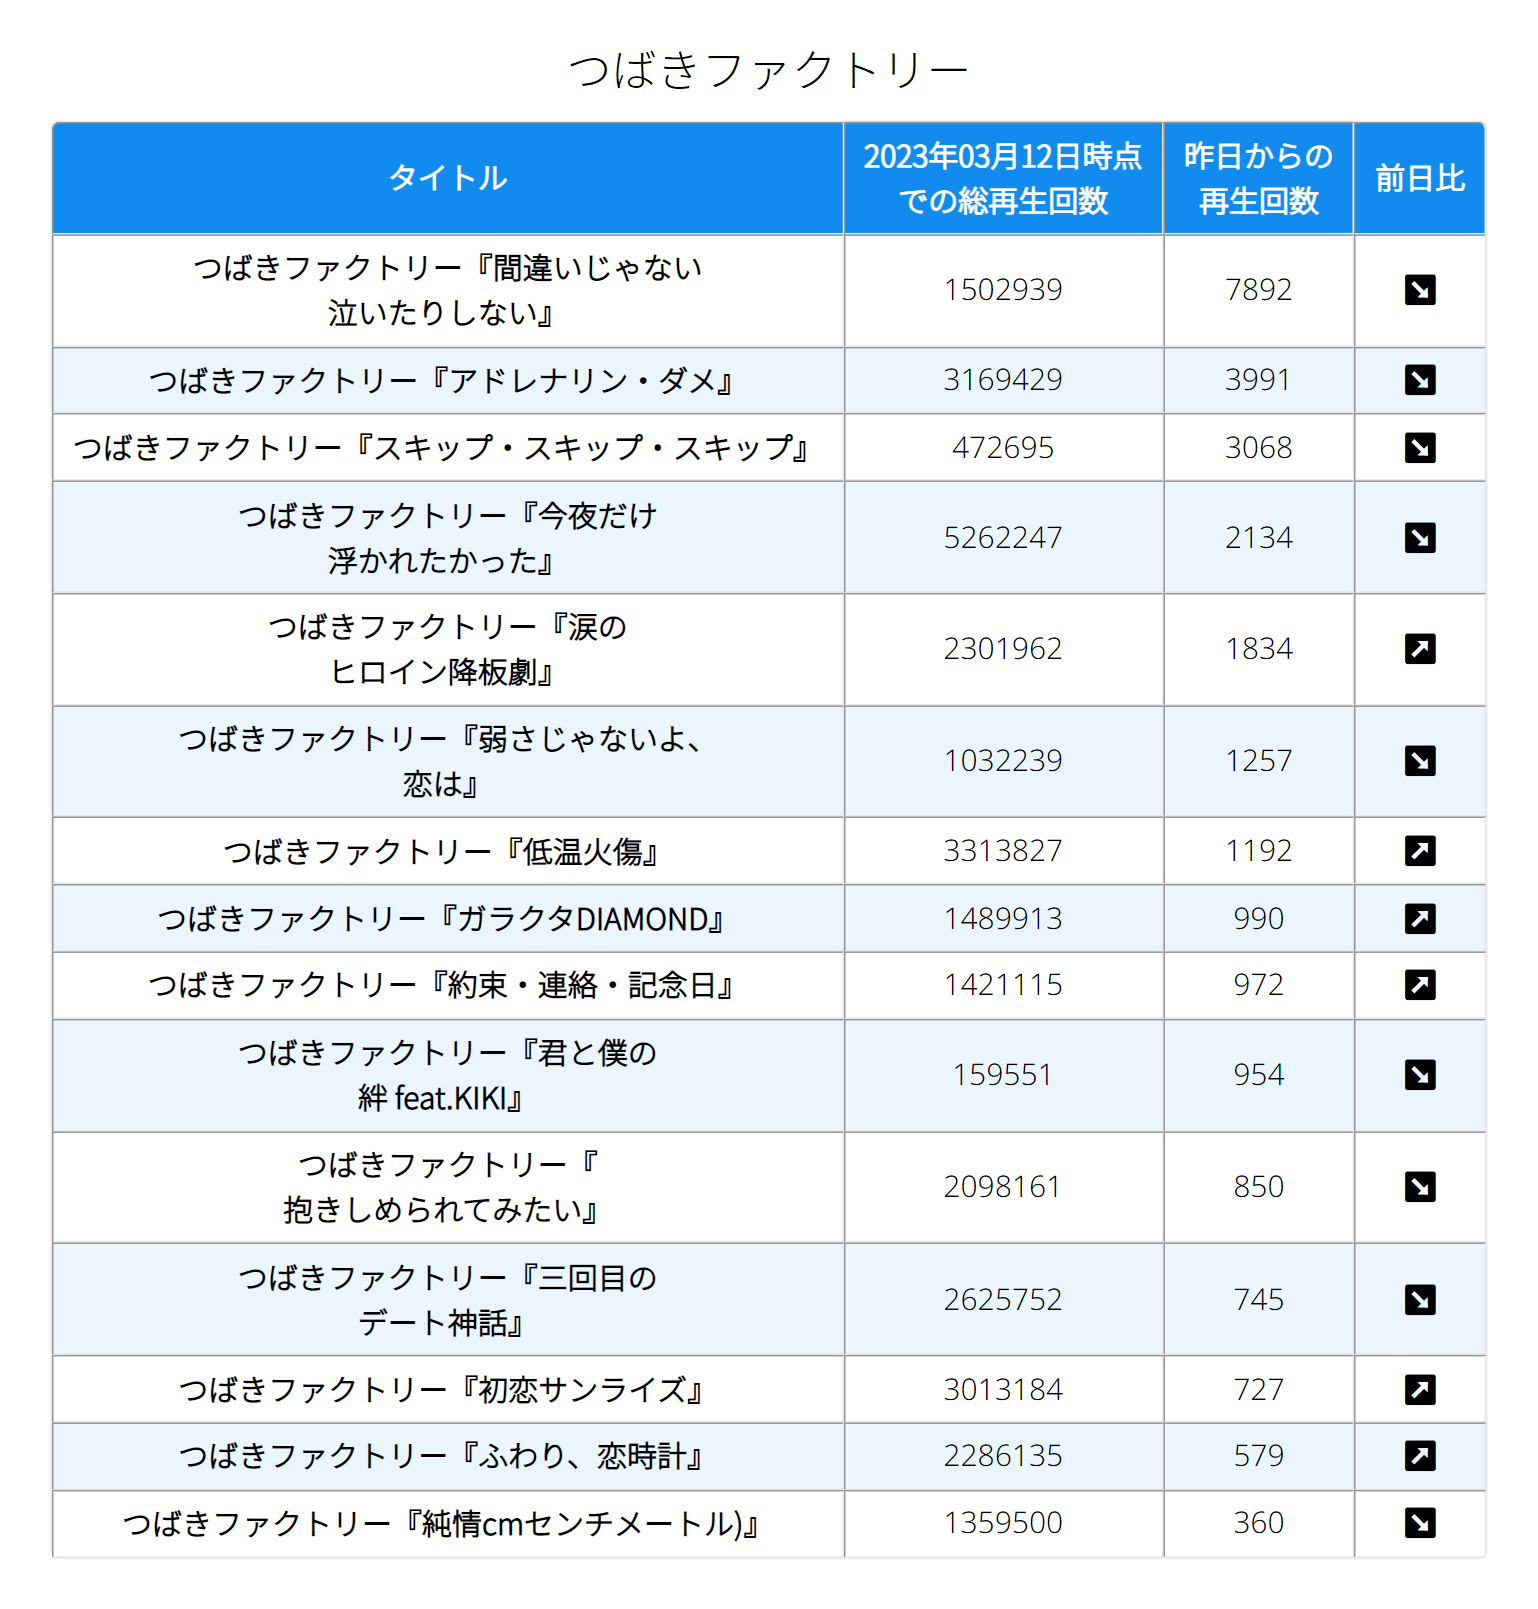 つばきファクトリー
タイトル
2023年03月12日時点
での総再生回数
昨日からの
再生回数
前日比
つばきファクトリー『間違いじゃない
泣いたりしない』
1502939
7892
つばきファクトリー『アドレナリン・ダメ』
3169429
3991
つばきファクトリー『スキップ・スキップ・スキップ』
472695
3068
つばきファクトリー『今夜だけ
浮かれたかった』
5262247
2134
つばきファクトリー『涙の
ヒロイン降板劇』
2301962
1834
つばきファクトリー『弱さじゃないよ、
恋は』
1032239
1257
つばきファクトリー『低温火傷』
3313827
1192
つばきファクトリー『ガラクタDIAMOND』
1489913
990
つばきファクトリー『約束・連絡・記念日』
1421115
972
つばきファクトリー『君と僕の
絆 feat.KIKI』
159551
954
つばきファクトリー『
抱きしめられてみたい』
2098161
850
つばきファクトリー『三回目の
デート神話』
2625752
745
つばきファクトリー『初恋サンライズ』
3013184
727
つばきファクトリー『ふわり、恋時計』
2286135
579
つばきファクトリー『純情cmセンチメートル)』
1359500
360